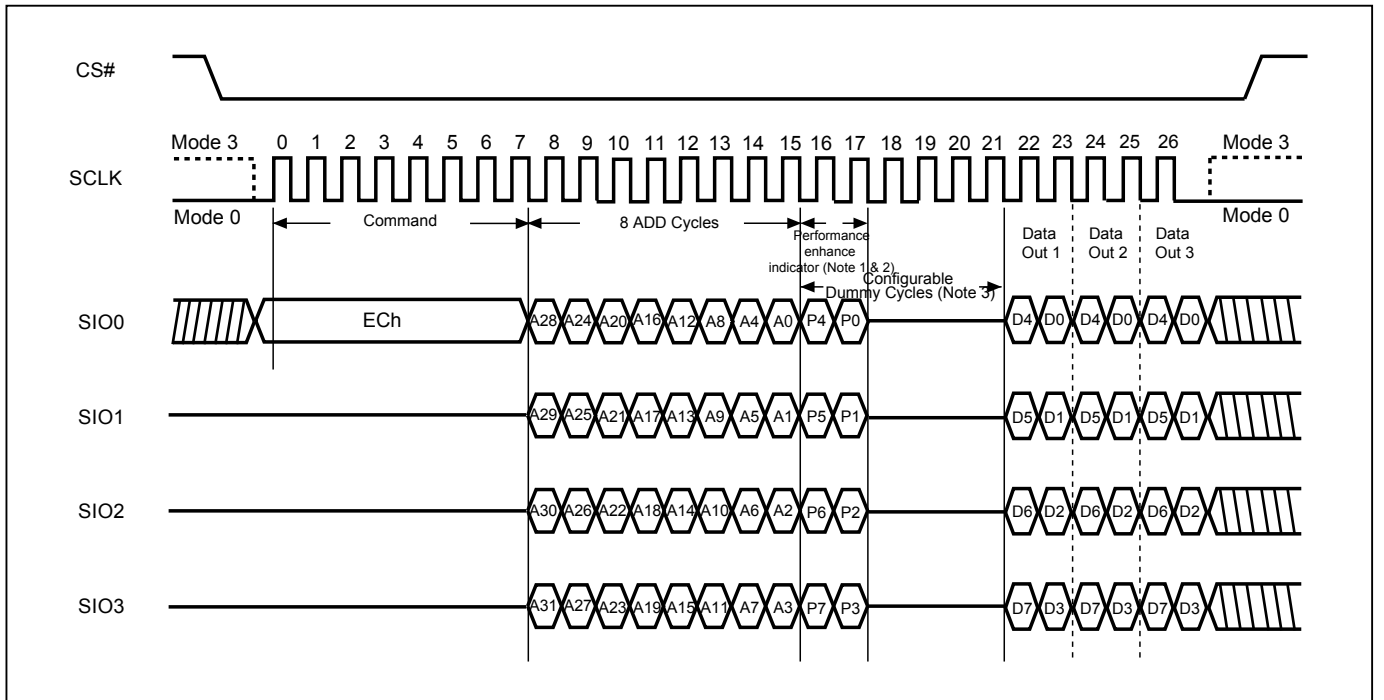 CS#
Mode 3 0 1 2 3 4 5 6 7 8 9 10 11 12 13 14 15 16 17 18 19 20 21 22 23 24 25 26 Mode 3
SCLK
Mode 0 Mode 0
Command 8 ADD Cycles
Performance
enhance
indicator (Note 1 & 2)
Configurable
Dummy Cycles (Note 3)
Data Data Data
Out 1 Out 2 Out 3
SIO0 ECh A28 A24 A20 A16 A12 A8 A4 A0 P4 P0 D4 D0 D4 D0 D4 D0
SIO1 A29 A25 A21 A17 A13 A9 A5 A1 P5 P1 D5 D1 D5 D1 D5 D1
SIO2 A30 A26 A22 A18 A14 A10 A6 A2 P6 P2 D6 D2 D6 D2 D6 D2
SIO3 A31 A27 A23 A19 A15 A11 A7 A3 P7 P3 D7 D3 D7 D3 D7 D3